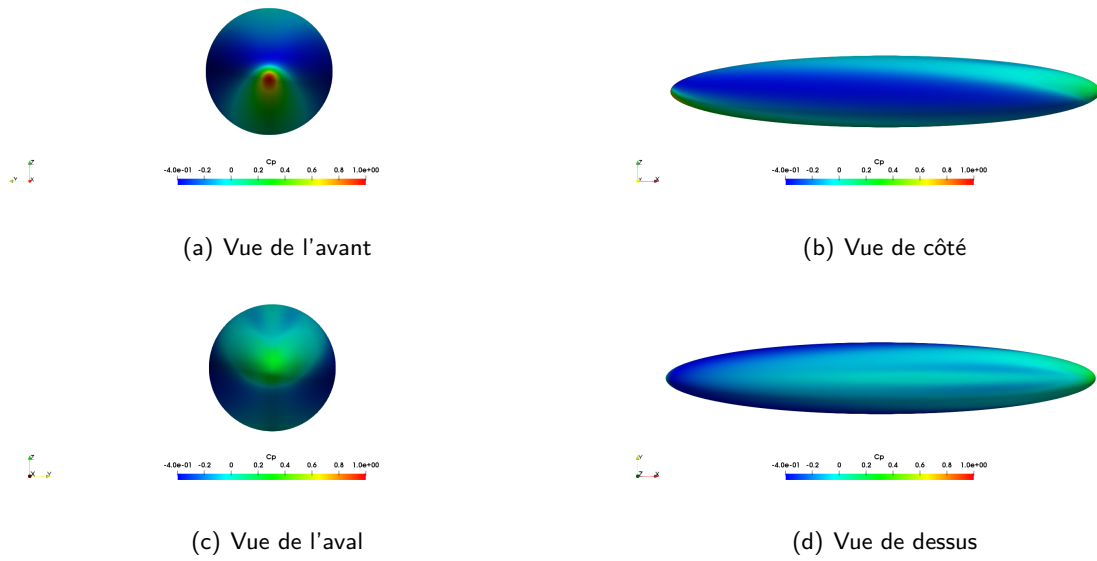 Cp
-4.0e-01 -0.2 0 0.2 0.4 0.6 0.8 1.0e+00
Z
Y X
(a) Vue de l'avant
Cp
-4.0e-01 -0.2 0 0.2 0.4 0.6 0.8 1.0e+00
Z
Y X
(b) Vue de côté
Cp
-4.0e-01 -0.2 0 0.2 0.4 0.6 0.8 1.0e+00
Z
X Y
(c) Vue de l'aval
Cp
-4.0e-01 -0.2 0 0.2 0.4 0.6 0.8 1.0e+00
Y
Z X
(d) Vue de dessus